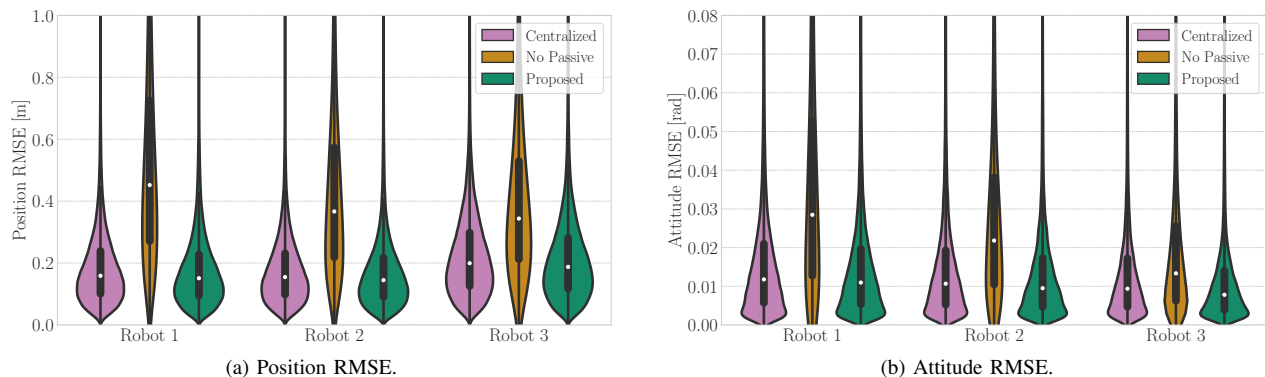 1.0
0.8
0.6
0.4
0.2
0.0
Position RMSE [m]
Centralized
No Passive
Proposed
Robot 1
Robot 2
Robot 3
(a) Position RMSE.
0.08
0.07
0.06
0.05
0.04
0.03
0.02
0.01
0.00
Attitude RMSE [rad]
Centralized
No Passive
Proposed
Robot 1
Robot 2
Robot 3
(b) Attitude RMSE.